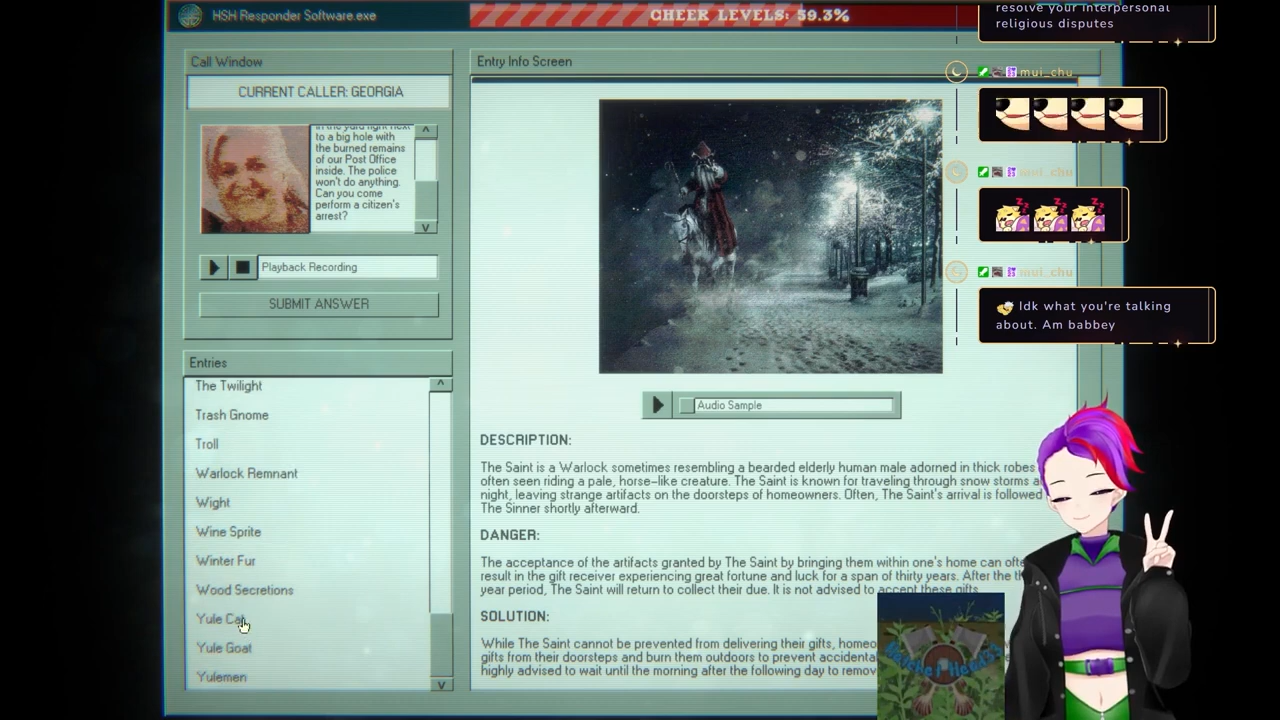 HSH Responder Software.exe
CHEER LEVELS: 59.3%
Call Window
CURRENT CALLER: GEORGIA
in the yard right next
to a big hole with
the burned remains
of our Post Office
inside. The police
won't do anything.
Can you come
perform a citizen's
arrest?
Playback Recording
SUBMIT ANSWER
Entries
The Twilight
Trash Gnome
Troll
Warlock Remnant
Wight
Wine Sprite
Winter Fur
Wood Secretions
Yule Cat
Yule Goat
Yulemen
Entry Info Screen
Audio Sample
DESCRIPTION:
The Saint is a Warlock sometimes resembling a bearded elderly human male adorned in thick robes,
often seen riding a pale, horse-like creature. The Saint is known for traveling through snow storms a
night, leaving strange artifacts on the doorsteps of homeowners. Often, The Saint's arrival is followed
The Sinner shortly afterward.
DANGER:
The acceptance of the artifacts granted by The Saint by bringing them within one's home can ofte
result in the gift receiver experiencing great fortune and luck for a span of thirty years. After the th
year period, The Saint will return to collect their due. It is not advised to accept these gifts.
SOLUTION:
While The Saint cannot be prevented from delivering their gifts, homeo
gifts from their doorsteps and burn them outdoors to prevent accidenta
highly advised to wait until the morning after the following day to remov
resolve your interpersonal
religious disputes
mui_chu
mui_chu
mui_chu
Idk what you're talking
about. Am babbey